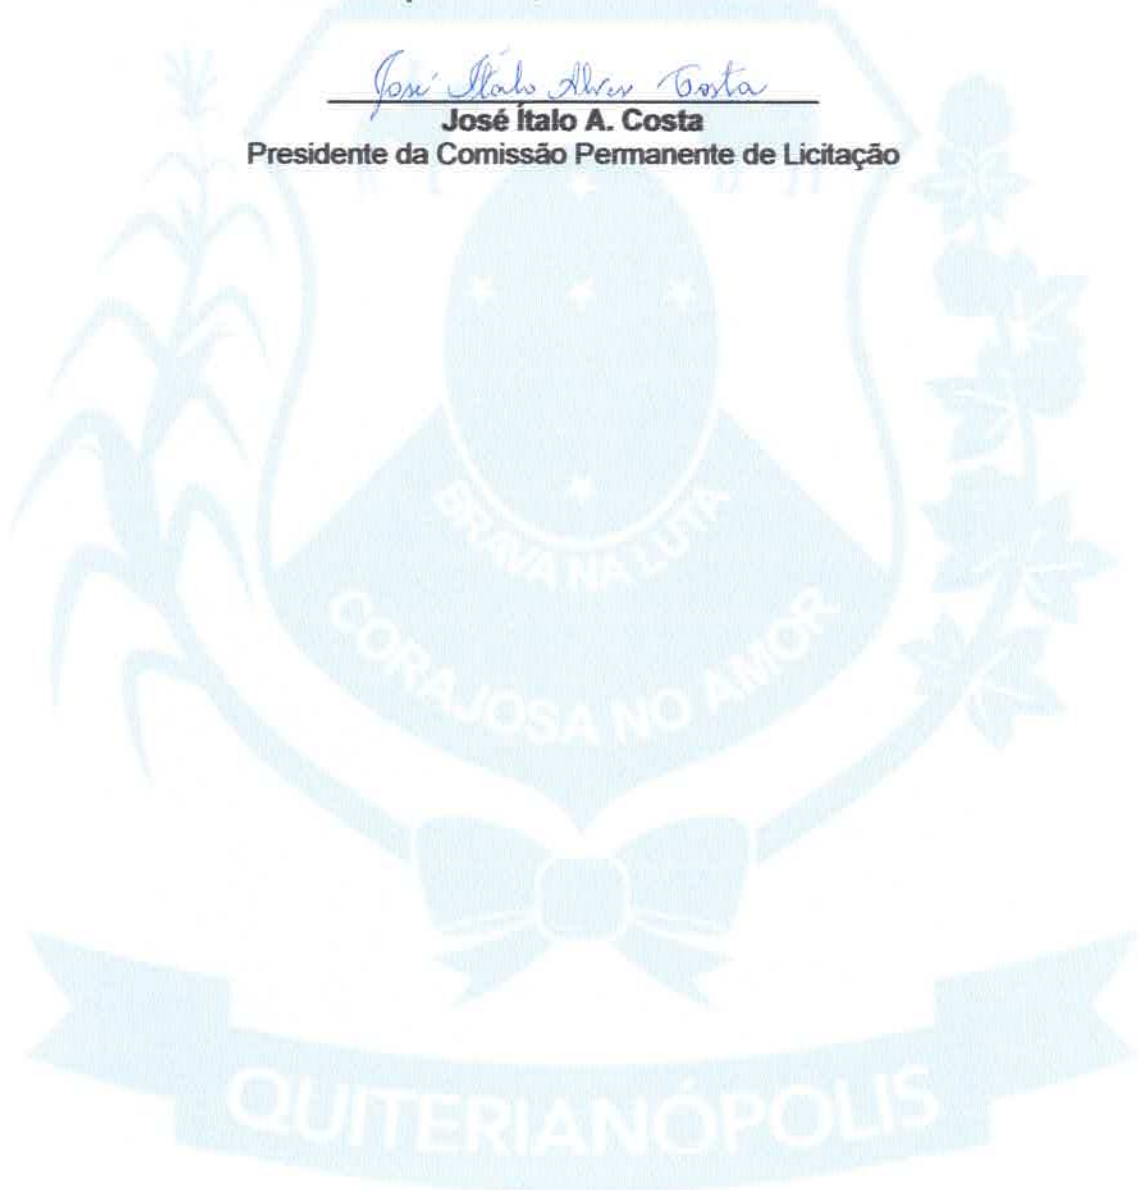 José Ítalo Alves Costa
José Ítalo A. Costa
Presidente da Comissão Permanente de Licitação
BRAVA NA LUTA
CORAJOSA NO AMOR
QUITERIANÓPOLIS